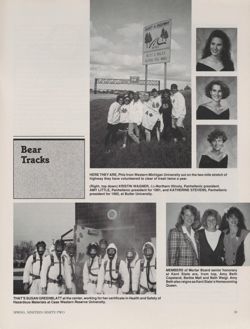 Bear
Tracks
HERE THEY ARE, Phis from Western Michigan University out on the two-mile stretch of
highway they have volunteered to clear of trash twice a year.
(Right, top down) KRISTIN WAGNER, Northern Illinois, Panhellenic president,
AMY LITTLE, Panhellenic president for 1991, and KATHERINE STEVENS, Panhellenic
president for 1992, at Butler University.
MEMBERS of Mortar Board senior honorary
at Kent State are, from top, Amy Beth
Copeland, Barbie Mall and Beth Weigl. Amy
Beth also reigns as Kent State's Homecoming
Queen.
THAT'S SUSAN GREENBLATT at the center, working for her certificate in Health and Safety of
Hazardous Materials at Case Western Reserve University.
SPRING, NINETEEN NINETY-TWO